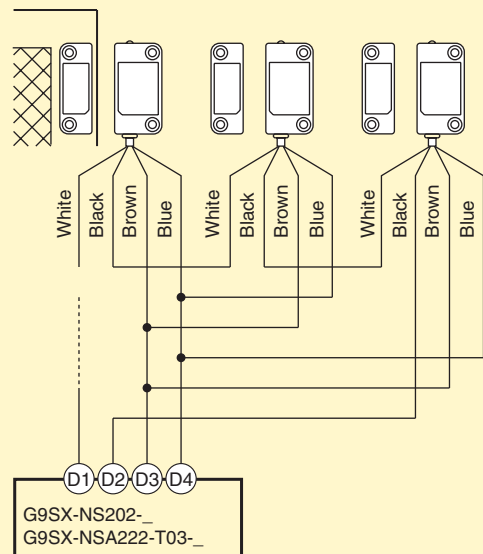 White Black Brown Blue White Black Brown Blue White Black Brown Blue
D1 D2 D3 D4
G9SX-NS202-_
G9SX-NSA222-T03-_